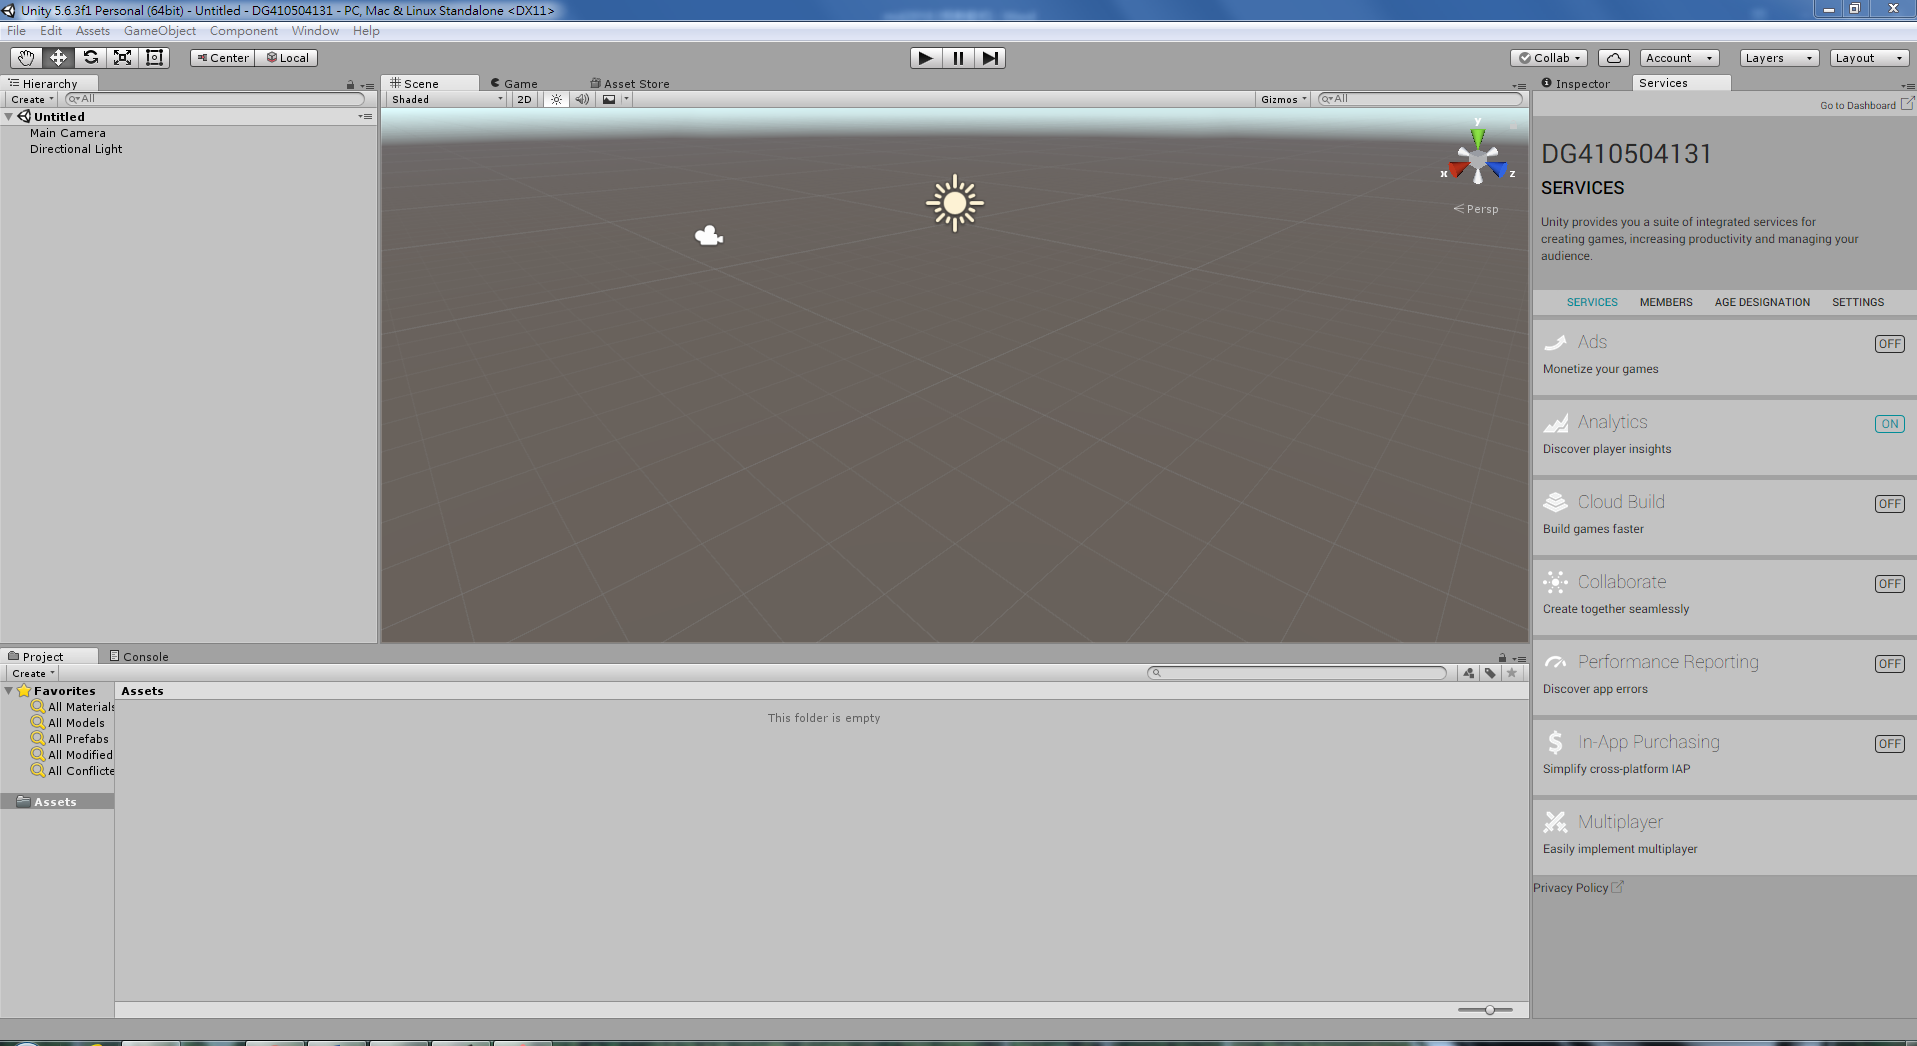 Unity 5.6.3f1 Personal (64bit) - Untitled - DG410504131 - PC, Mac & Linux Standalone <DX11>
File Edit Assets GameObject Component Window Help
Center Local
Collab Account Layers Layout
Hierarchy
Create All
Untitled
Main Camera
Directional Light
Scene Game Asset Store
Shaded 2D Gizmos All
y
x z
Persp
Inspector Services
Go to Dashboard
DG410504131
SERVICES
Unity provides you a suite of integrated services for
creating games, increasing productivity and managing your
audience.
SERVICES MEMBERS AGE DESIGNATION SETTINGS
Ads OFF
Monetize your games
Analytics ON
Discover player insights
Cloud Build OFF
Build games faster
Collaborate OFF
Create together seamlessly
Performance Reporting OFF
Discover app errors
In-App Purchasing OFF
Simplify cross-platform IAP
Multiplayer
Easily implement multiplayer
Privacy Policy
Project Console
Create
Favorites
All Materials
All Models
All Prefabs
All Modified
All Conflicte
Assets
Assets
This folder is empty